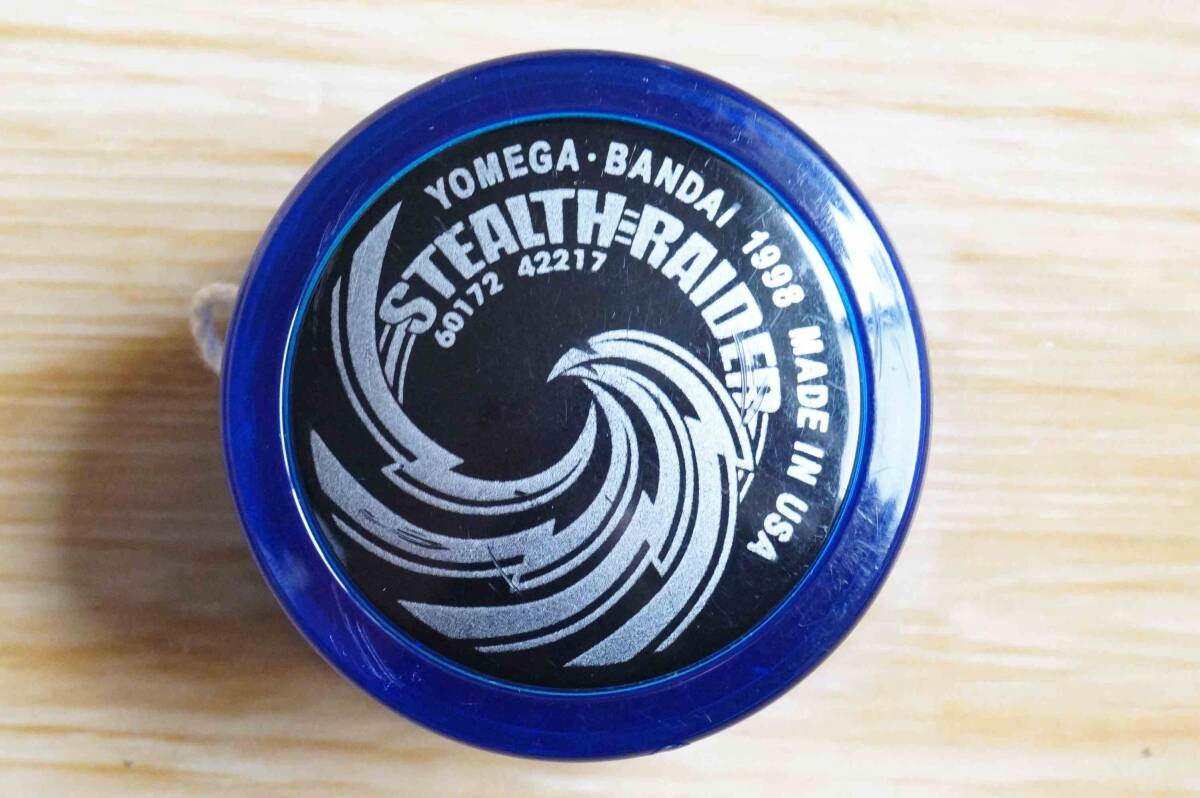 YOMEGA · BANDAI 1998 MADE IN USA
STEALTH RAIDER
60172 42217